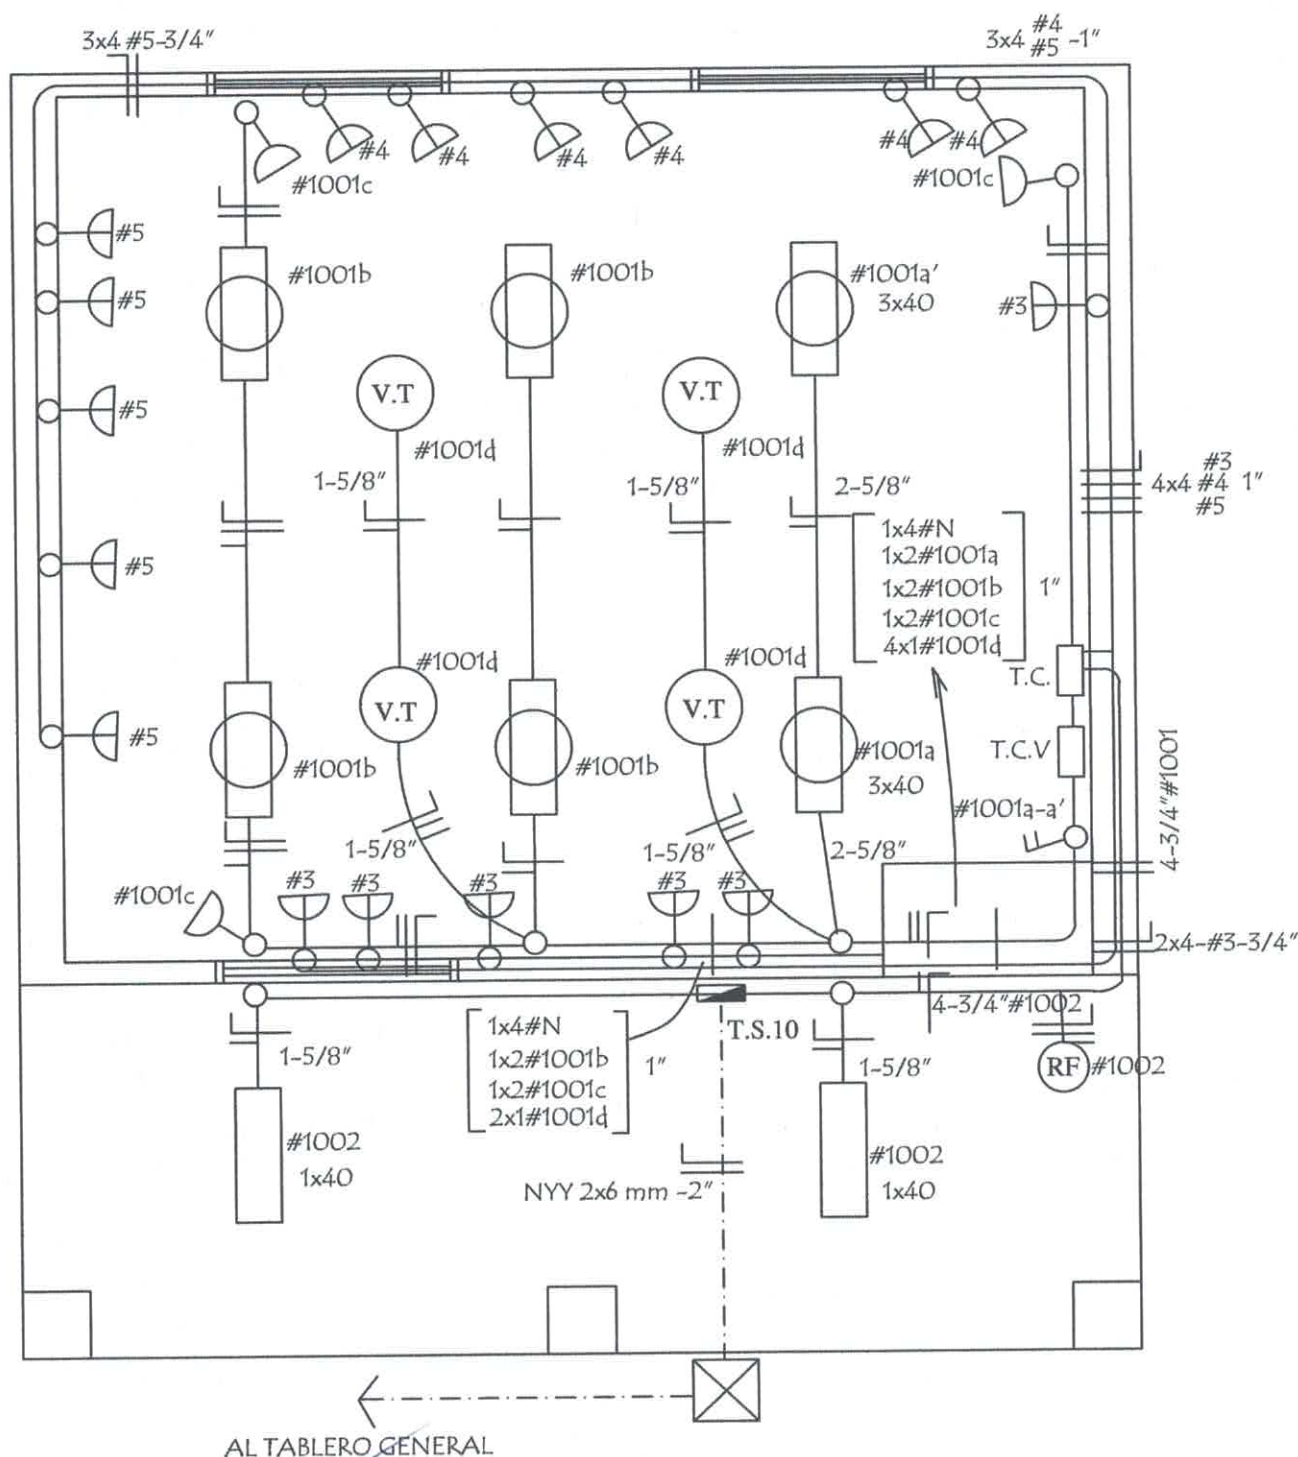 3x4 #5-3/4"
#4
3x4 #5 -1"
#4
#4
#4
#4
#4
#4
#1001c
#1001c
#5
#5
#1001b
#1001b
#1001a'
3x40
#3
V.T
V.T
#5
#1001d
#1001d
1-5/8"
1-5/8"
2-5/8"
#3
4x4 #4 1"
#5
1x4#N
1x2#1001a
1x2#1001b
1x2#1001c
4x1#1001d
1"
#5
#1001d
#1001d
T.C.
V.T
V.T
#5
T.C.V
#1001b
#1001b
#1001a
3x40
4-3/4"#1001
#1001a-a'
1-5/8"
1-5/8"
2-5/8"
#1001c
#3
#3
#3
#3
#3
2x4-#3-3/4"
4-3/4"#1002
1x4#N
1x2#1001b
1x2#1001c
2x1#1001d
1"
T.S.10
1-5/8"
1-5/8"
RF
#1002
#1002
1x40
#1002
1x40
NYY 2x6 mm -2"
AL TABLERO GENERAL